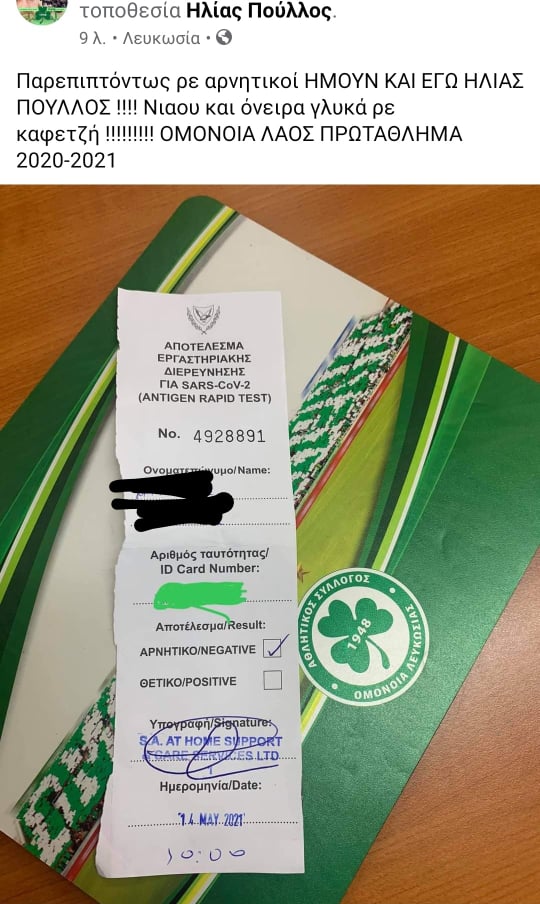 τοποθεσία Ηλίας Πούλλος.
9 λ. • Λευκωσία •
Παρεπιπτόντως ρε αρνητικοί ΗΜΟΥΝ ΚΑΙ ΕΓΩ ΗΛΙΑΣ
ΠΟΥΛΛΟΣ !!!! Νιαου και όνειρα γλυκά ρε
καφετζή !!!!!!!!! ΟΜΟΝΟΙΑ ΛΑΟΣ ΠΡΩΤΑΘΛΗΜΑ
2020-2021
ΑΠΟΤΕΛΕΣΜΑ
ΕΡΓΑΣΤΗΡΙΑΚΗΣ
ΔΙΕΡΕΥΝΗΣΗΣ
ΓΙΑ SARS-CoV-2
(ANTIGEN RAPID TEST)
No. 4928891
Ονοματεπώνυμο/Name:
Αριθμός ταυτότητας/
ID Card Number:
Αποτέλεσμα/Result:
ΑΡΝΗΤΙΚΟ/NEGATIVE
ΘΕΤΙΚΟ/POSITIVE
Υπογραφή/Signature:
S.A. AT HOME SUPPORT
& CARE SERVICES LTD
Ημερομηνία/Date:
14 MAY 2021
10:00
ΑΘΛΗΤΙΚΟΣ ΣΥΛΛΟΓΟΣ
1948
ΟΜΟΝΟΙΑ ΛΕΥΚΩΣΙΑΣ